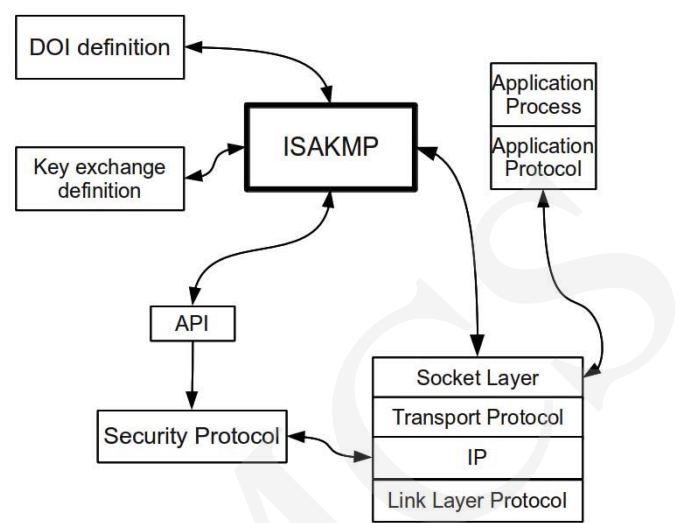 DOI definition
ISAKMP
Key exchange
definition
API
Security Protocol
Application
Process
Application
Protocol
Socket Layer
Transport Protocol
IP
Link Layer Protocol